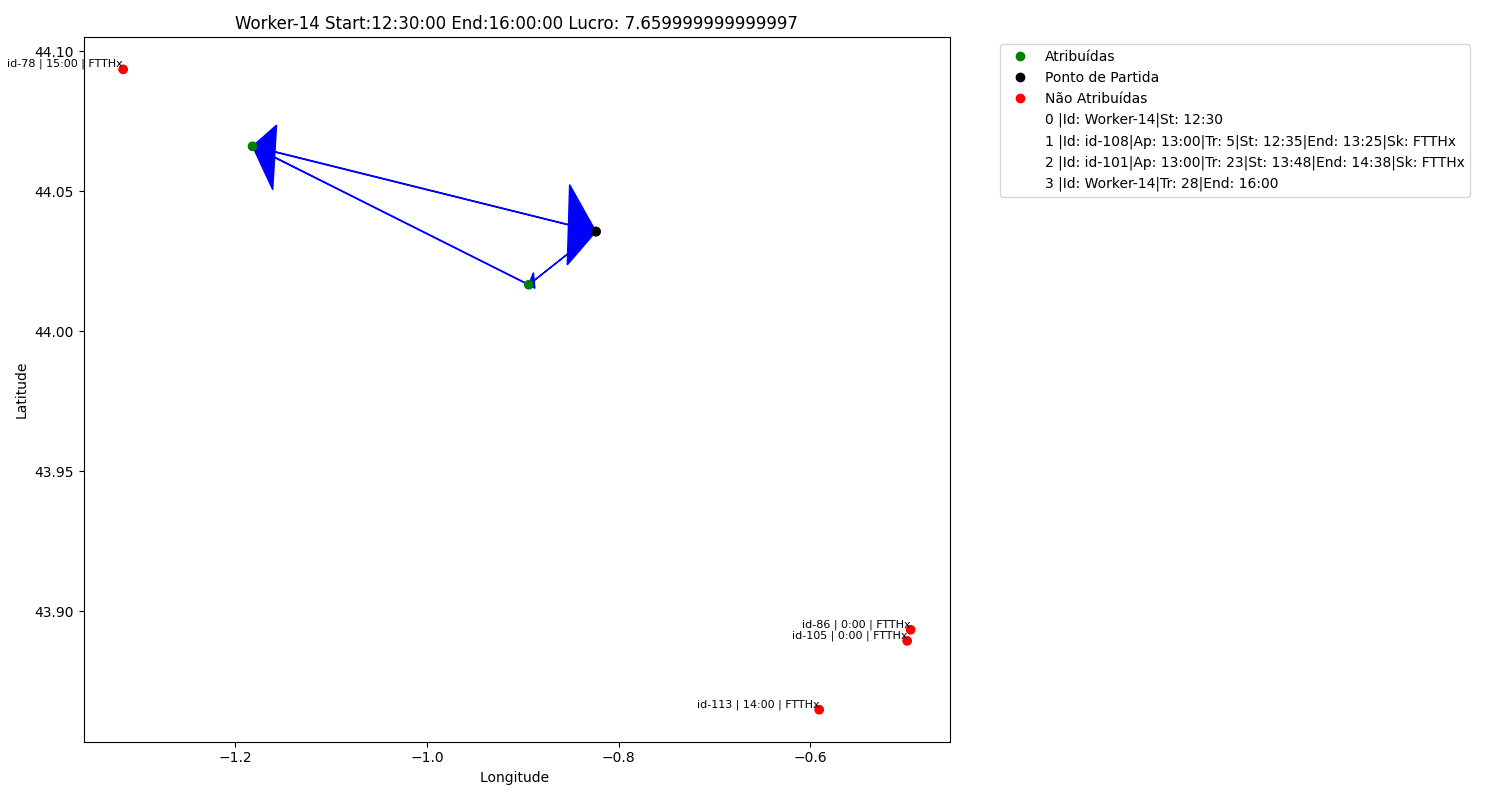 Worker-14 Start:12:30:00 End:16:00:00 Lucro: 7.659999999999997
44.10
44.05
44.00
43.95
43.90
Latitude
−1.2
−1.0
−0.8
−0.6
Longitude
id-78 | 15:00 | FTTHx
id-86 | 0:00 | FTTHx
id-105 | 0:00 | FTTHx
id-113 | 14:00 | FTTHx
Atribuídas
Ponto de Partida
Não Atribuídas
0 |Id: Worker-14|St: 12:30
1 |Id: id-108|Ap: 13:00|Tr: 5|St: 12:35|End: 13:25|Sk: FTTHx
2 |Id: id-101|Ap: 13:00|Tr: 23|St: 13:48|End: 14:38|Sk: FTTHx
3 |Id: Worker-14|Tr: 28|End: 16:00